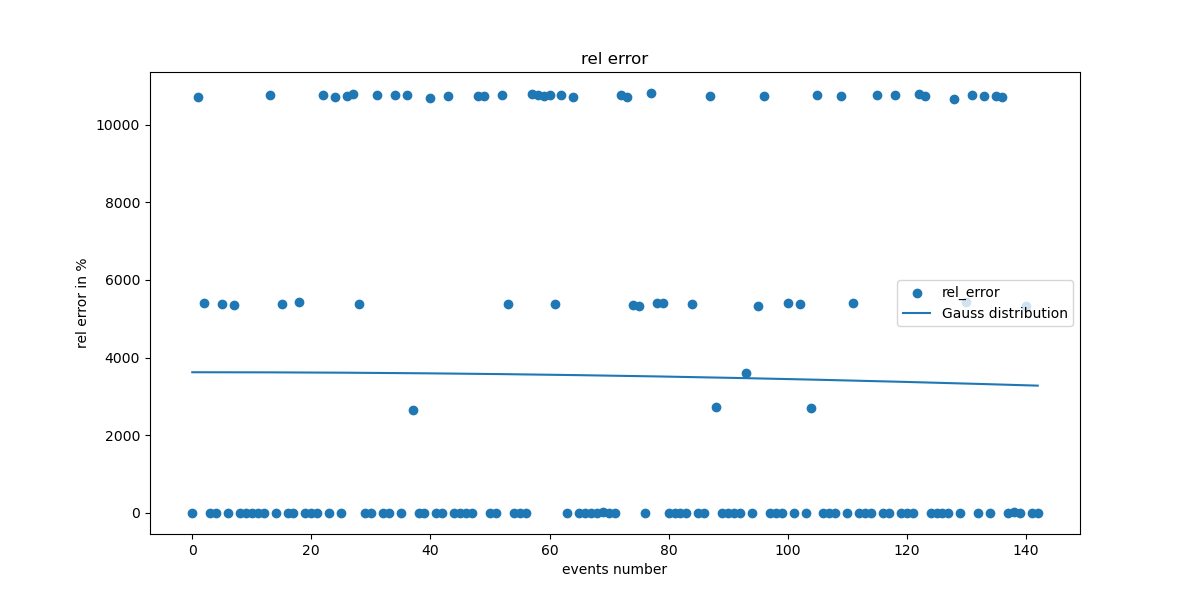 rel error
10000
8000
6000
4000
2000
0
rel error in %
rel_error
Gauss distribution
0 20 40 60 80 100 120 140
events number